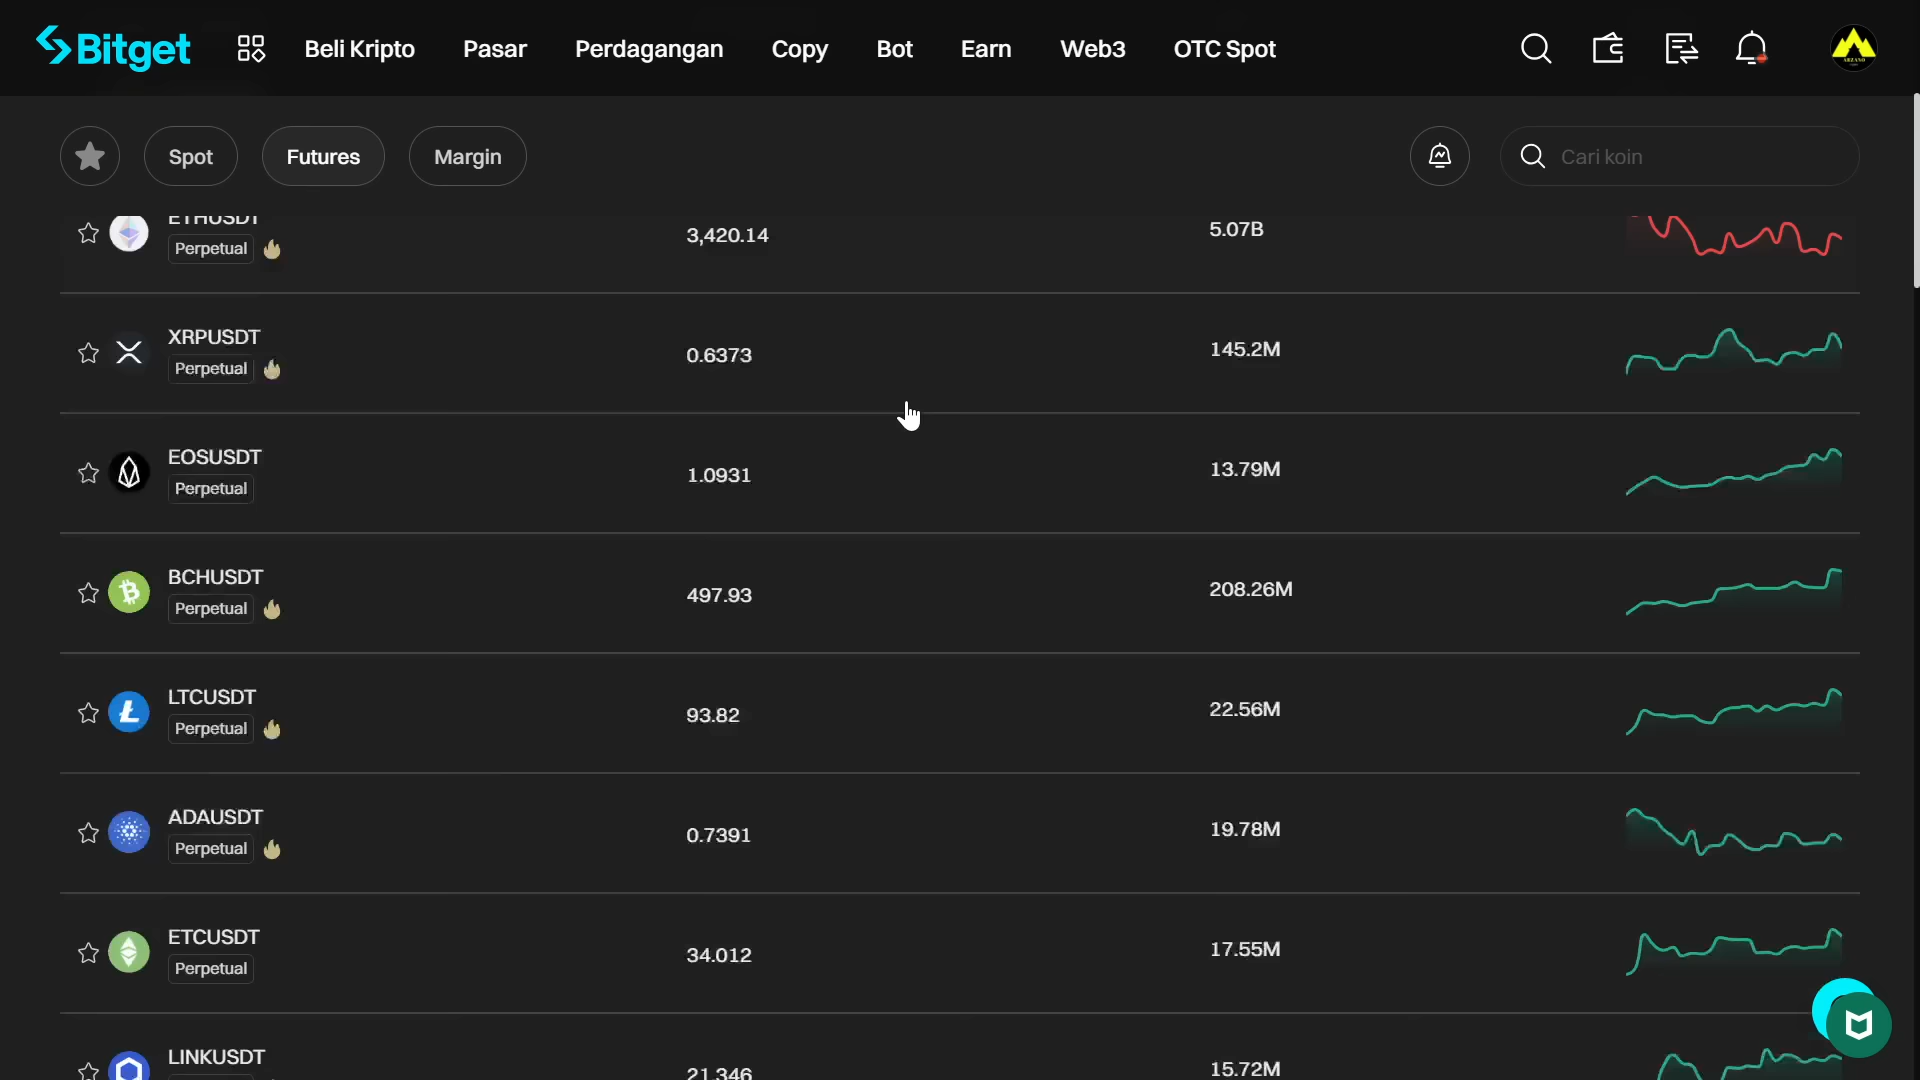 Bitget
Beli Kripto
Pasar
Perdagangan
Copy
Bot
Earn
Web3
OTC Spot
Spot
Futures
Margin
Cari koin
ETHUSDT
Perpetual
3,420.14
5.07B
XRPUSDT
Perpetual
0.6373
145.2M
EOSUSDT
Perpetual
1.0931
13.79M
BCHUSDT
Perpetual
497.93
208.26M
LTCUSDT
Perpetual
93.82
22.56M
ADAUSDT
Perpetual
0.7391
19.78M
ETCUSDT
Perpetual
34.012
17.55M
LINKUSDT
21.346
15.72M